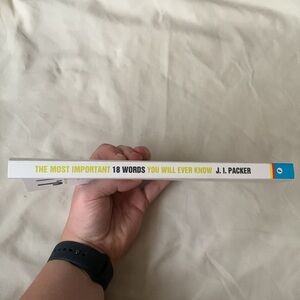 THE MOST IMPORTANT 18 WORDS YOU WILL EVER KNOW J. I. PACKER